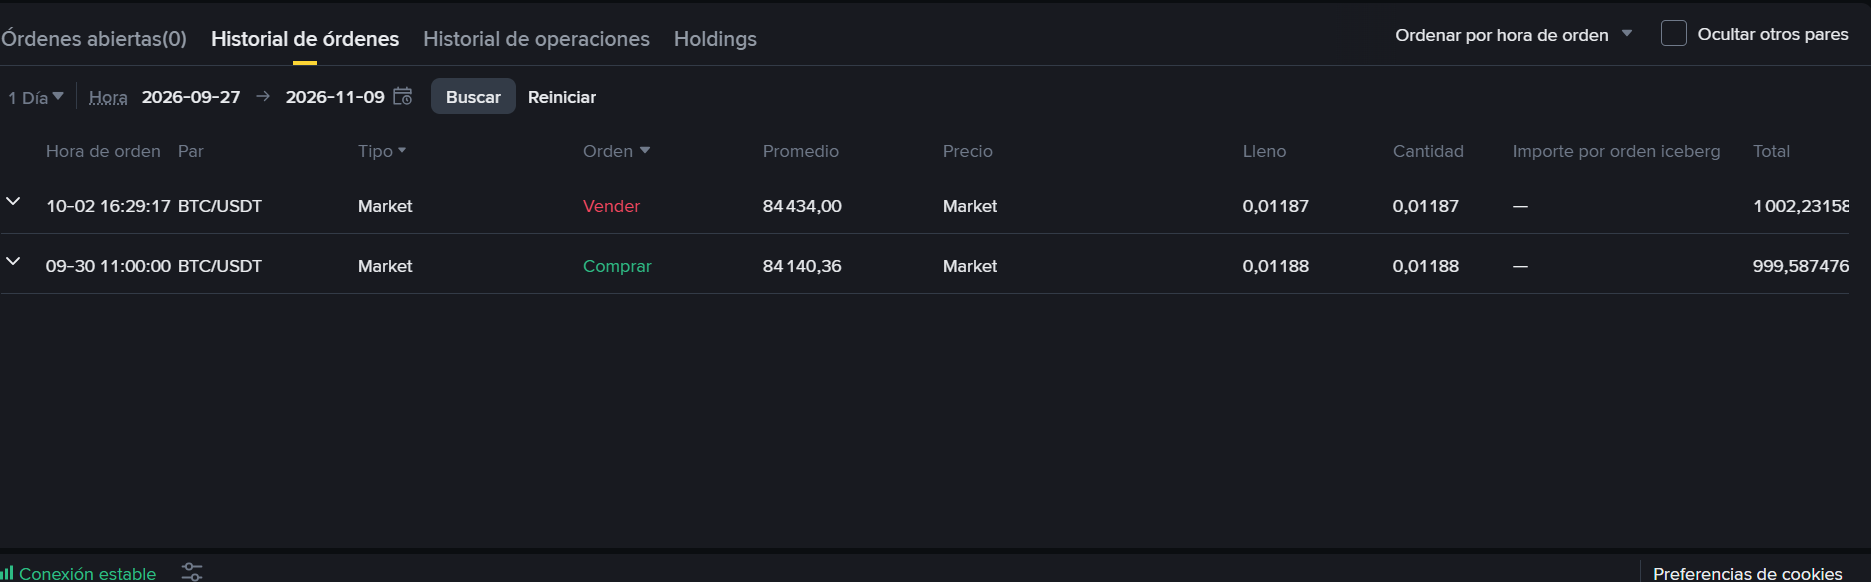 Órdenes abiertas(0) Historial de órdenes Historial de operaciones Holdings Ordenar por hora de orden Ocultar otros pares
1 Día Hora 2026-09-27 → 2026-11-09 Buscar Reiniciar
Hora de orden Par Tipo Orden Promedio Precio Lleno Cantidad Importe por orden iceberg Total
10-02 16:29:17 BTC/USDT Market Vender 84 434,00 Market 0,01187 0,01187 — 1 002,23158
09-30 11:00:00 BTC/USDT Market Comprar 84 140,36 Market 0,01188 0,01188 — 999,587476
Conexión estable Preferencias de cookies